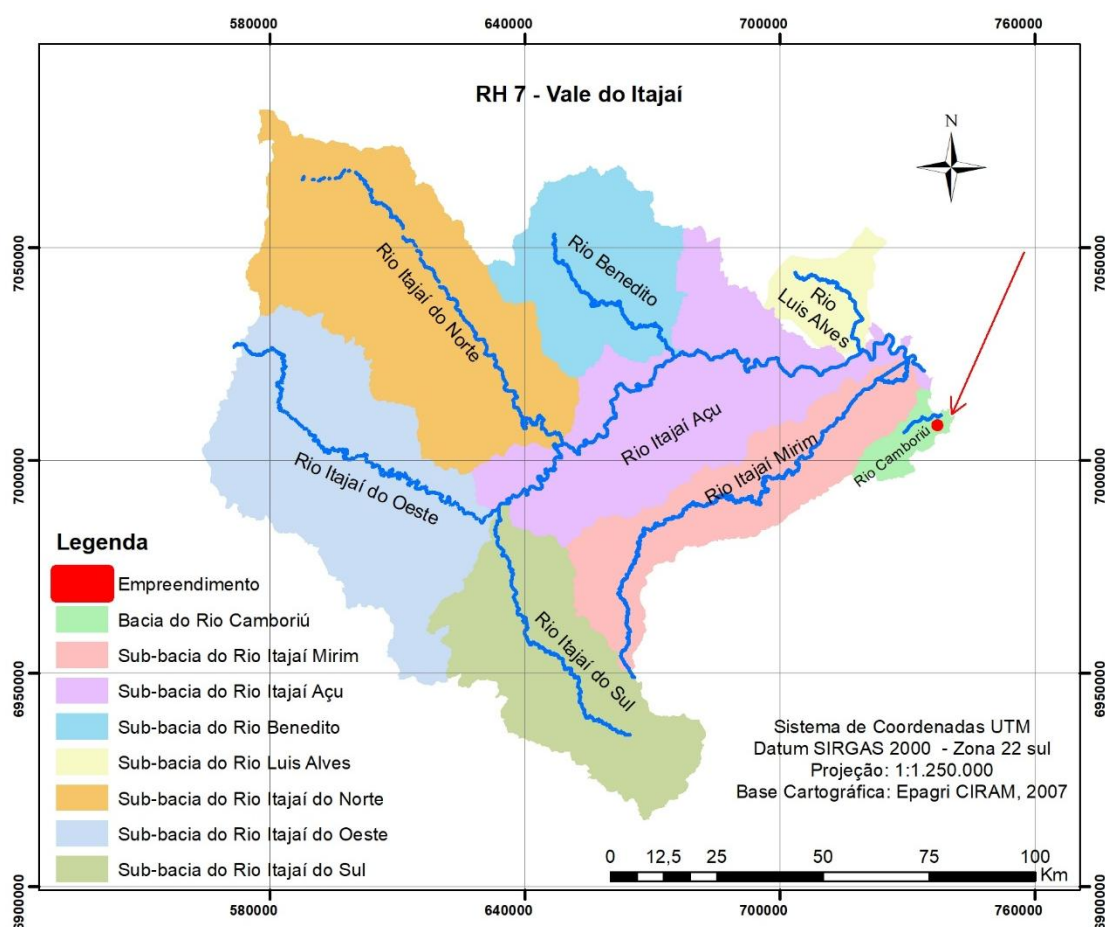 580000 640000 700000 760000
RH 7 - Vale do Itajaí
N
7050000 7050000
7000000 7000000
6950000 6950000
6900000 6900000
Rio Itajaí do Norte
Rio Benedito
Rio
Luis Alves
Rio Itajaí Açu
Rio Itajaí Mirim
Rio Camboriú
Rio Itajaí do Oeste
Rio Itajaí do Sul
Legenda
Empreendimento
Bacia do Rio Camboriú
Sub-bacia do Rio Itajaí Mirim
Sub-bacia do Rio Itajaí Açu
Sub-bacia do Rio Benedito
Sub-bacia do Rio Luis Alves
Sub-bacia do Rio Itajaí do Norte
Sub-bacia do Rio Itajaí do Oeste
Sub-bacia do Rio Itajaí do Sul
Sistema de Coordenadas UTM
Datum SIRGAS 2000 - Zona 22 sul
Projeção: 1:1.250.000
Base Cartográfica: Epagri CIRAM, 2007
0 12,5 25 50 75 100
Km
580000 640000 700000 760000